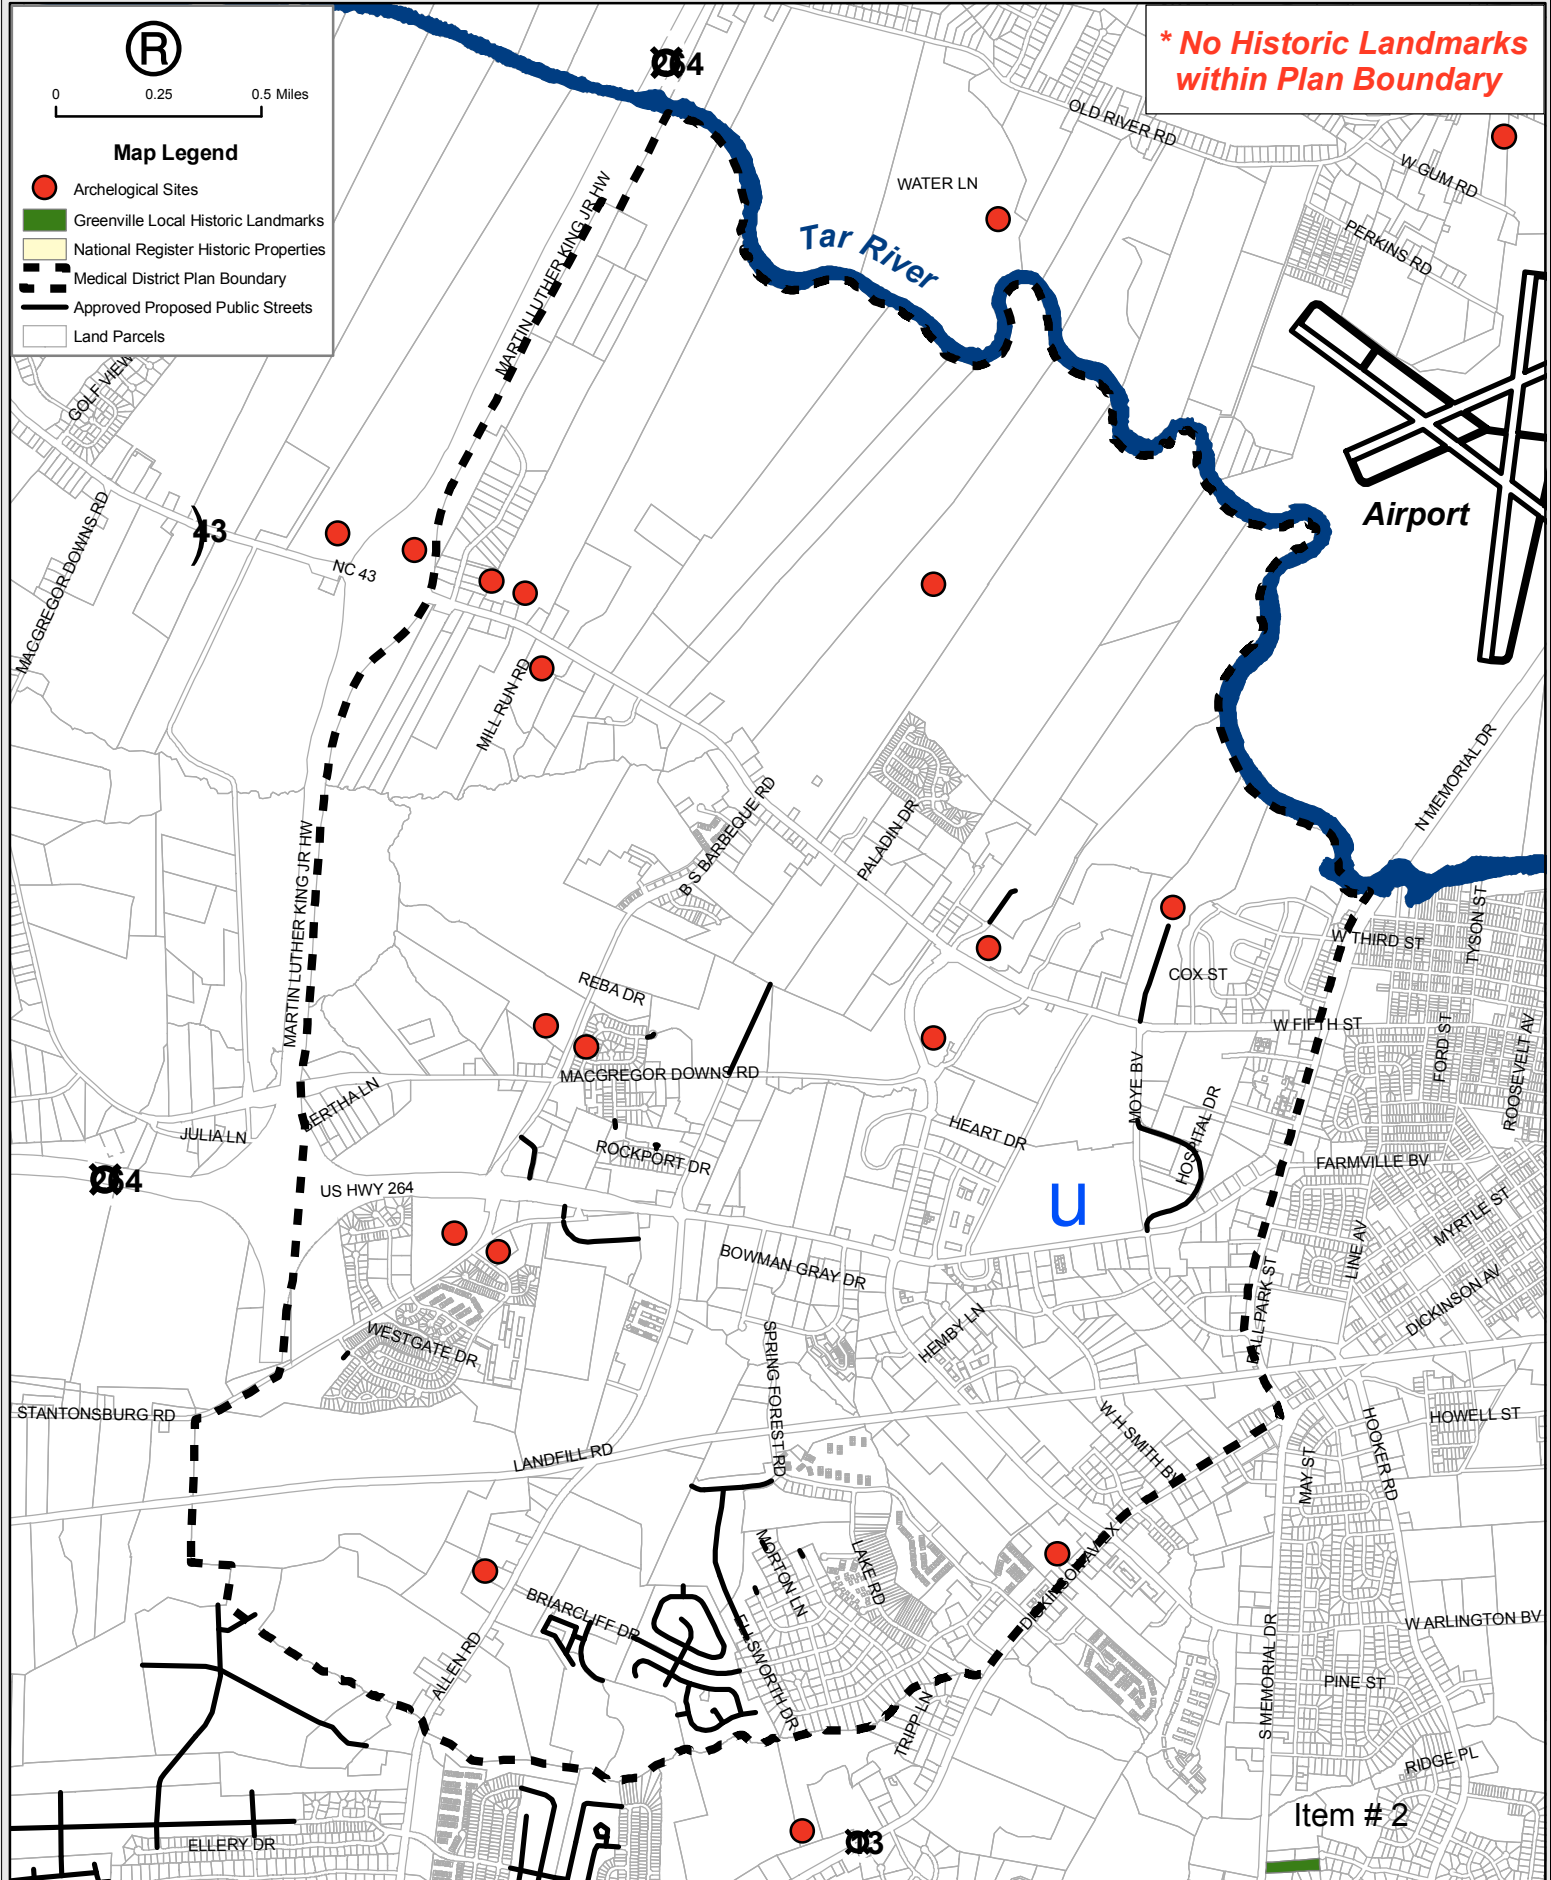 R
0 0.25 0.5 Miles
Map Legend
Archelogical Sites
Greenville Local Historic Landmarks
National Register Historic Properties
Medical District Plan Boundary
Approved Proposed Public Streets
Land Parcels
* No Historic Landmarks
within Plan Boundary
264
OLD RIVER RD
W GUM RD
WATER LN
PERKINS RD
Tar River
MARTIN LUTHER KING JR HW
GOLF VIEW
Airport
43
NC 43
MACGREGOR DOWNS RD
MILL RUN RD
N MEMORIAL DR
B S BARBEQUE RD
PALADIN DR
MARTIN LUTHER KING JR HW
TYSON ST
W THIRD ST
COX ST
REBA DR
W FIFTH ST
FORD ST
ROOSEVELT AV
MACGREGOR DOWNS RD
MOYE BV
BERTHA LN
HOSPITAL DR
HEART DR
JULIA LN
ROCKPORT DR
FARMVILLE BV
264
US HWY 264
u
MYRTLE ST
LINE AV
BOWMAN GRAY DR
BALL PARK ST
DICKINSON AV
HEMBY LN
WESTGATE DR
SPRING FOREST RD
STANTONSBURG RD
W H SMITH BV
HOOKER RD
HOWELL ST
LANDFILL RD
MAY ST
MORTON LN
LAKE RD
DICKINSON AV X
BRIARCLIFF DR
ELLSWORTH DR
W ARLINGTON BV
ALLEN RD
S MEMORIAL DR
PINE ST
TRIPP LN
RIDGE PL
Item # 2
ELLERY DR
13